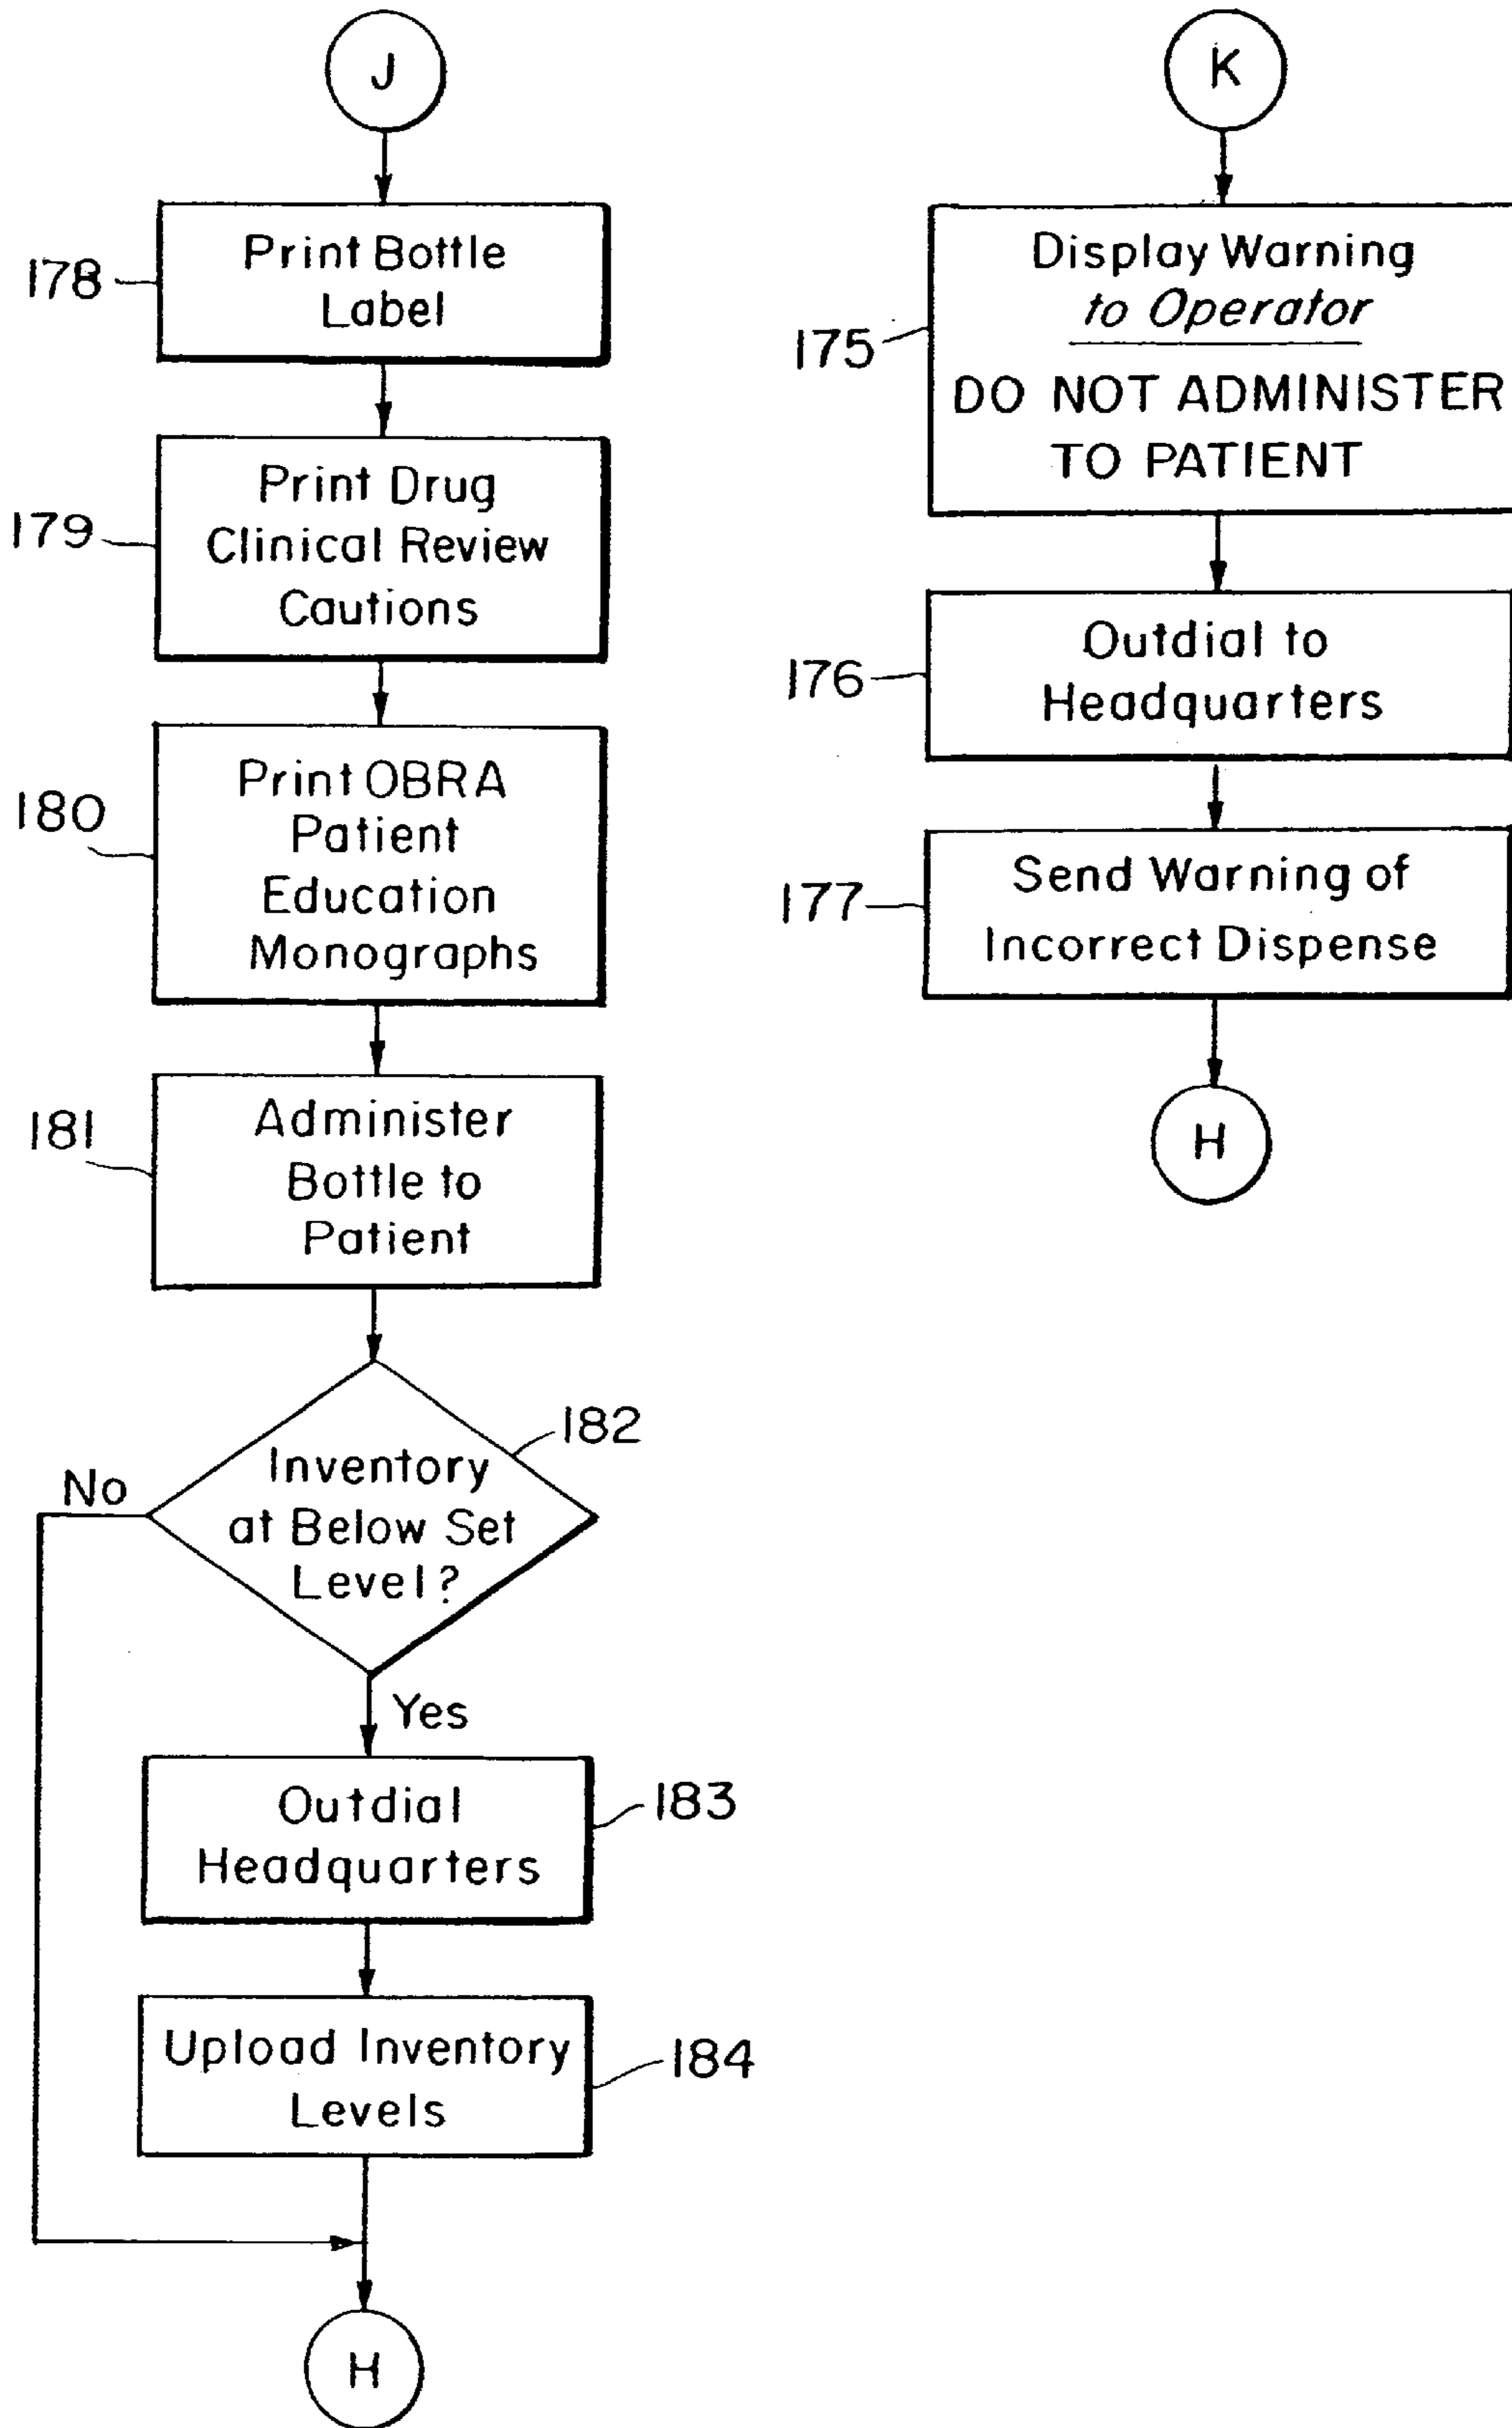 J
178
Print Bottle
Label
179
Print Drug
Clinical Review
Cautions
180
Print OBRA
Patient
Education
Monographs
181
Administer
Bottle to
Patient
182
Inventory
at Below Set
Level?
No
Yes
Outdial
Headquarters
183
Upload Inventory
Levels
184
H
K
175
Display Warning
to Operator
DO NOT ADMINISTER
TO PATIENT
176
Outdial to
Headquarters
177
Send Warning of
Incorrect Dispense
H